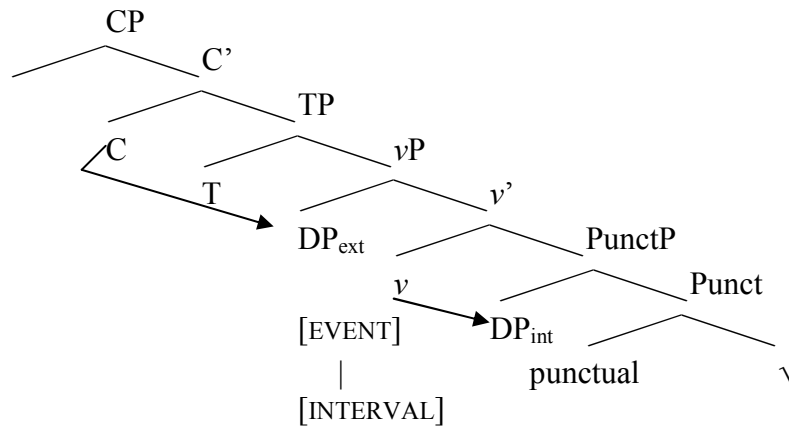 CP
C’
TP
C vP
T v’
DPext PunctP
v Punct
[EVENT] DPint
| punctual
[INTERVAL]